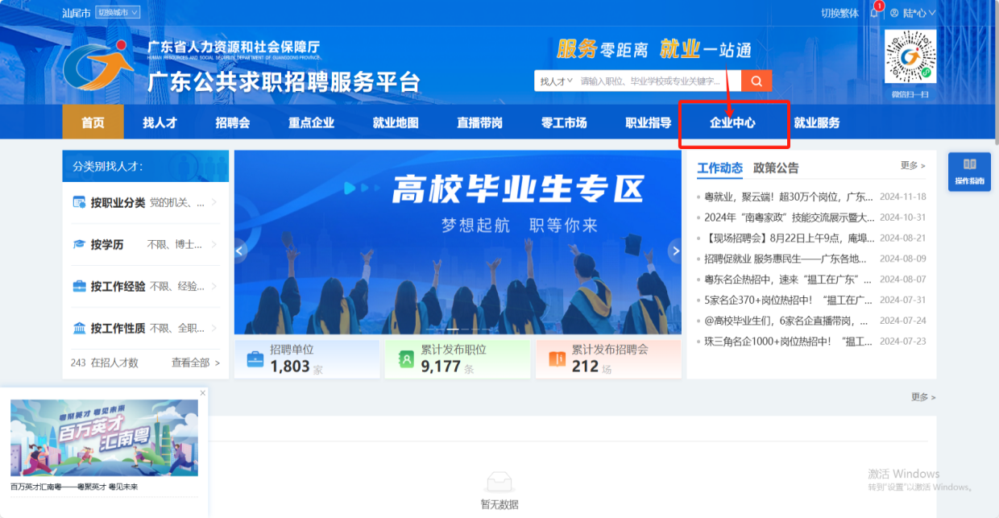 汕尾市 切换城市 切换繁体 1 陆*心
广东省人力资源和社会保障厅
HUMAN RESOURCES AND SOCIAL SECURITY DEPARTMENT OF GUANGDONG PROVINCE
广东公共求职招聘服务平台
服务零距离 就业一站通
找人才 请输入职位、毕业学校或专业关键字...
微信扫一扫
首页 找人才 招聘会 重点企业 就业地图 直播带岗 零工市场 职业指导 企业中心 就业服务
分类别找人才：
按职业分类 党的机关、... >
按学历 不限、博士... >
按工作经验 不限、经验... >
按工作性质 不限、全职... >
243 在招人才数 查看全部 >
高校毕业生专区
梦想起航 职等你来
招聘单位
1,803 家
累计发布职位
9,177 条
累计发布招聘会
212 场
工作动态 政策公告 更多 >
粤就业，聚云端！超30万个岗位，广东... 2024-11-18
2024年“南粤家政”技能交流展示暨大... 2024-10-31
【现场招聘会】8月22日上午9点，庵埠... 2024-08-21
招聘促就业 服务惠民生——广东各地... 2024-08-09
粤东名企热招中，速来“揾工在广东” ... 2024-08-07
5家名企370+岗位热招中！“揾工在广... 2024-07-31
@高校毕业生们，6家名企直播带岗，... 2024-07-24
珠三角名企1000+岗位热招中！“揾工... 2024-07-23
操作指南
更多 >
粤聚英才 粤见未来
百万英才
汇南粤
百万英才汇南粤——粤聚英才 粤见未来
暂无数据
激活 Windows
转到“设置”以激活 Windows。